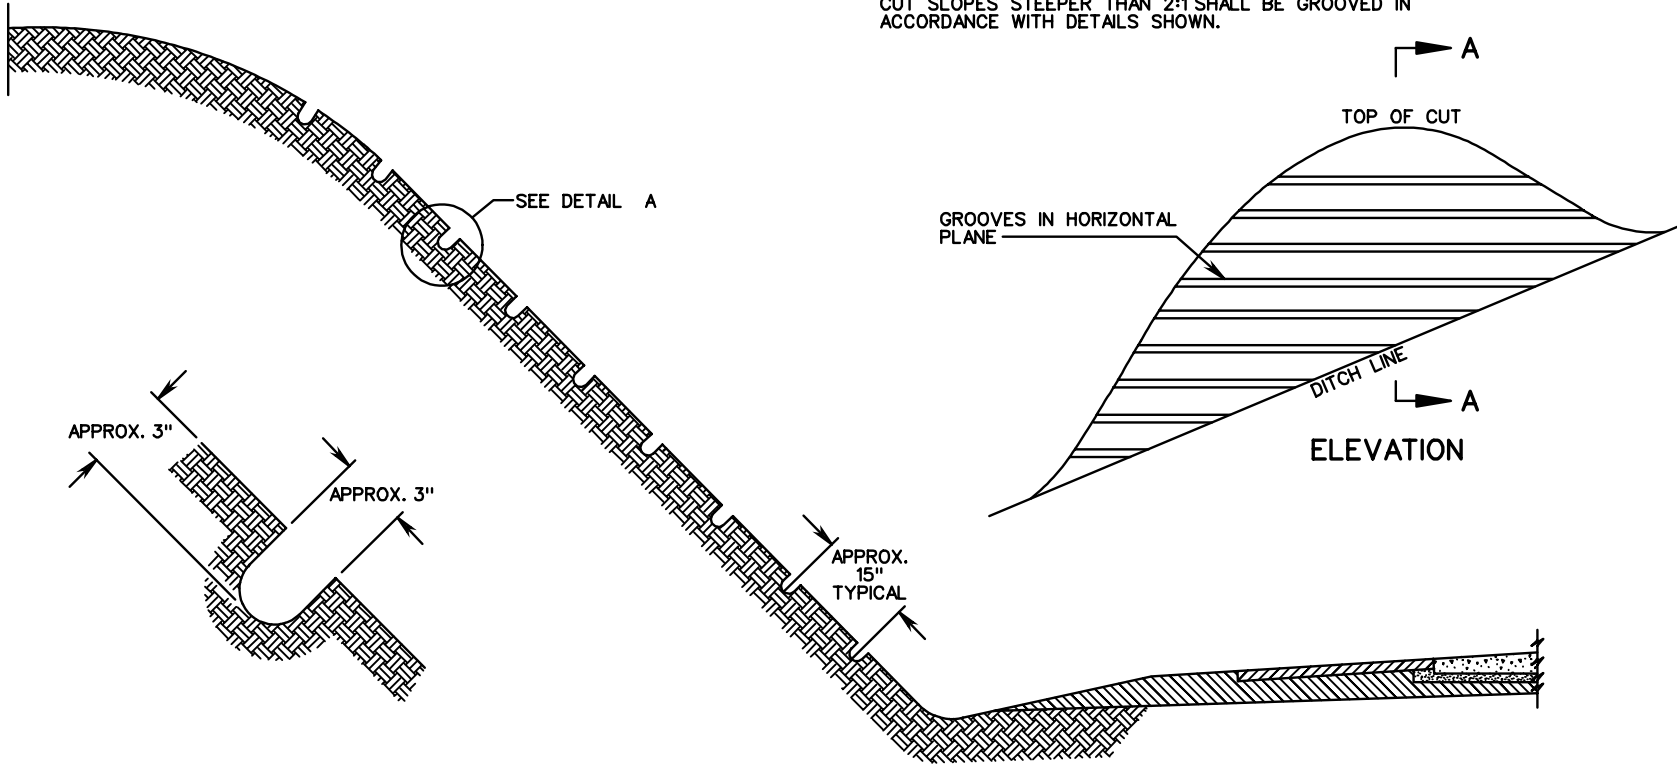 CUT SLOPES STEEPER THAN 2:1 SHALL BE GROOVED IN
ACCORDANCE WITH DETAILS SHOWN.
A
TOP OF CUT
SEE DETAIL A
GROOVES IN HORIZONTAL
PLANE
DITCH LINE
A
ELEVATION
APPROX. 3"
APPROX. 3"
APPROX.
15"
TYPICAL